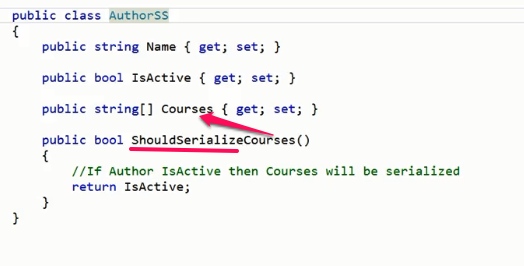 public class AuthorSS
{
public string Name { get; set; }
public bool IsActive { get; set; }
public string[] Courses { get; set; }
public bool ShouldSerializeCourses()
{
//If Author IsActive then Courses will be serialized
return IsActive;
}
}